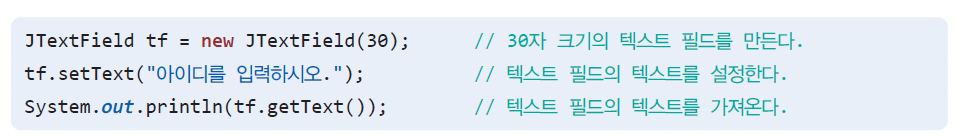 JTextField tf = new JTextField(30); // 30자 크기의 텍스트 필드를 만든다.
tf.setText("아이디를 입력하시오."); // 텍스트 필드의 텍스트를 설정한다.
System.out.println(tf.getText()); // 텍스트 필드의 텍스트를 가져온다.